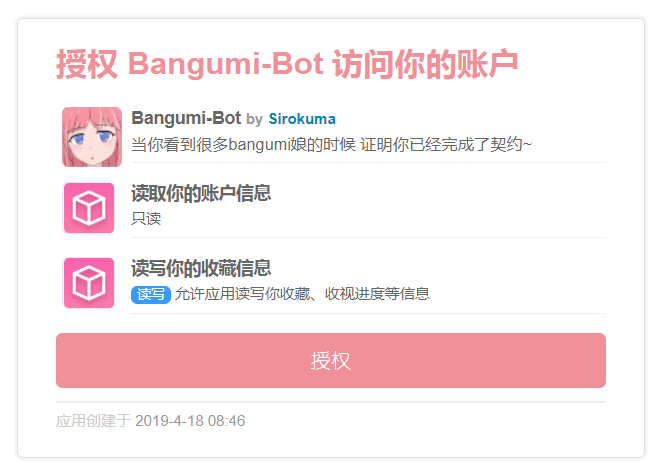 授权 Bangumi-Bot 访问你的账户
Bangumi-Bot by Sirokuma
当你看到很多bangumi娘的时候 证明你已经完成了契约~
读取你的账户信息
只读
读写你的收藏信息
读写 允许应用读写你收藏、收视进度等信息
授权
应用创建于 2019-4-18 08:46